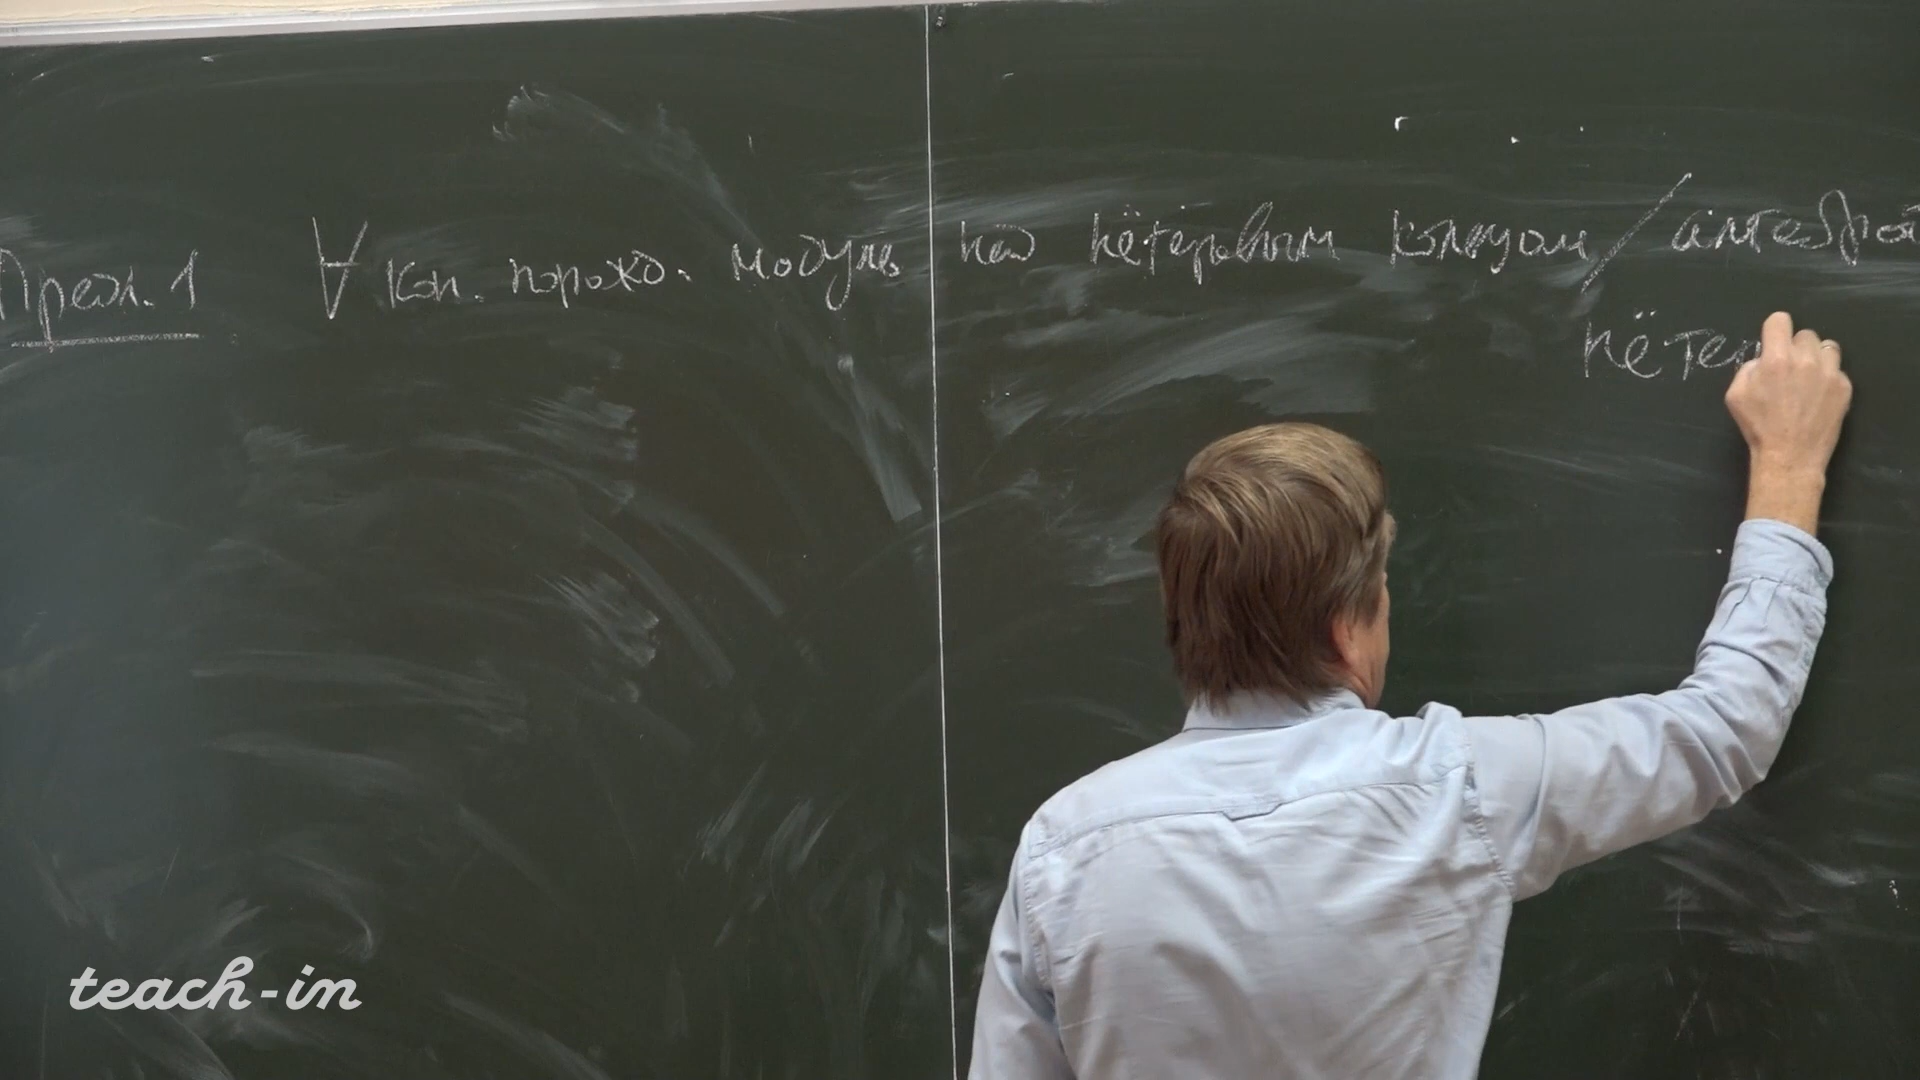 Предл. 1 ∀ кон. порожд. модуль над нётеровым кольцом / алгеброй
нётер
teach-in